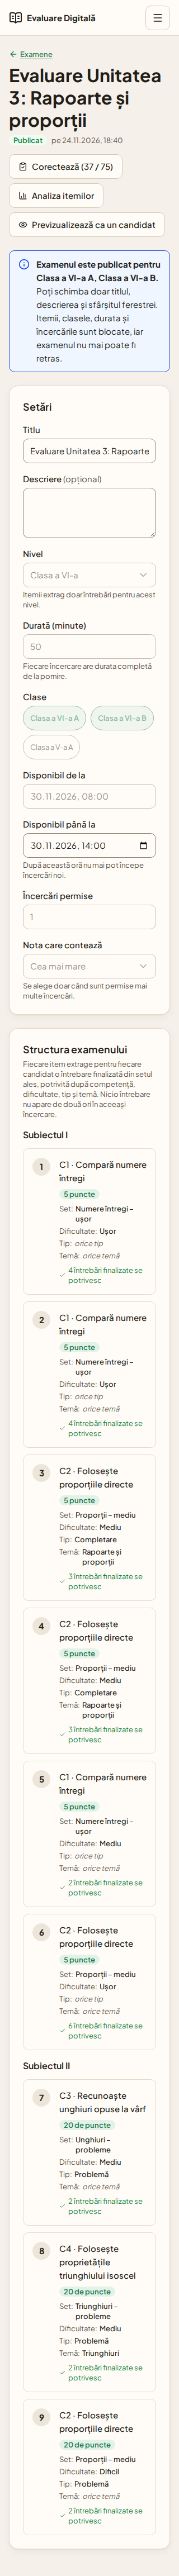 Evaluare Digitală
Examene
Evaluare Unitatea
3: Rapoarte și
proporții
Publicat pe 24.11.2026, 18:40
Corectează (37 / 75)
Analiza itemilor
Previzualizează ca un candidat
Examenul este publicat pentru
Clasa a VI-a A, Clasa a VI-a B.
Poți schimba doar titlul,
descrierea și sfârșitul ferestrei.
Itemii, clasele, durata și
încercările sunt blocate, iar
examenul nu mai poate fi
retras.
Setări
Titlu
Evaluare Unitatea 3: Rapoarte
Descriere (opțional)
Nivel
Clasa a VI-a
Itemii extrag doar întrebări pentru acest
nivel.
Durată (minute)
50
Fiecare încercare are durata completă
de la pornire.
Clase
Clasa a VI-a A
Clasa a VI-a B
Clasa a V-a A
Disponibil de la
30.11.2026, 08:00
Disponibil până la
30.11.2026, 14:00
După această oră nu mai pot începe
încercări noi.
Încercări permise
1
Nota care contează
Cea mai mare
Se alege doar când sunt permise mai
multe încercări.
Structura examenului
Fiecare item extrage pentru fiecare
candidat o întrebare finalizată din setul
ales, potrivită după competență,
dificultate, tip și temă. Nicio întrebare
nu apare de două ori în aceeași
încercare.
Subiectul I
1
C1 · Compară numere
întregi
5 puncte
Set: Numere întregi –
ușor
Dificultate: Ușor
Tip: orice tip
Temă: orice temă
4 întrebări finalizate se
potrivesc
2
C1 · Compară numere
întregi
5 puncte
Set: Numere întregi –
ușor
Dificultate: Ușor
Tip: orice tip
Temă: orice temă
4 întrebări finalizate se
potrivesc
3
C2 · Folosește
proporțiile directe
5 puncte
Set: Proporții – mediu
Dificultate: Mediu
Tip: Completare
Temă: Rapoarte și
proporții
3 întrebări finalizate se
potrivesc
4
C2 · Folosește
proporțiile directe
5 puncte
Set: Proporții – mediu
Dificultate: Mediu
Tip: Completare
Temă: Rapoarte și
proporții
3 întrebări finalizate se
potrivesc
5
C1 · Compară numere
întregi
5 puncte
Set: Numere întregi –
ușor
Dificultate: Mediu
Tip: orice tip
Temă: orice temă
2 întrebări finalizate se
potrivesc
6
C2 · Folosește
proporțiile directe
5 puncte
Set: Proporții – mediu
Dificultate: Ușor
Tip: orice tip
Temă: orice temă
6 întrebări finalizate se
potrivesc
Subiectul II
7
C3 · Recunoaște
unghiuri opuse la vârf
20 de puncte
Set: Unghiuri –
probleme
Dificultate: Mediu
Tip: Problemă
Temă: orice temă
2 întrebări finalizate se
potrivesc
8
C4 · Folosește
proprietățile
triunghiului isoscel
20 de puncte
Set: Triunghiuri –
probleme
Dificultate: Mediu
Tip: Problemă
Temă: Triunghiuri
2 întrebări finalizate se
potrivesc
9
C2 · Folosește
proporțiile directe
20 de puncte
Set: Proporții – mediu
Dificultate: Dificil
Tip: Problemă
Temă: orice temă
2 întrebări finalizate se
potrivesc